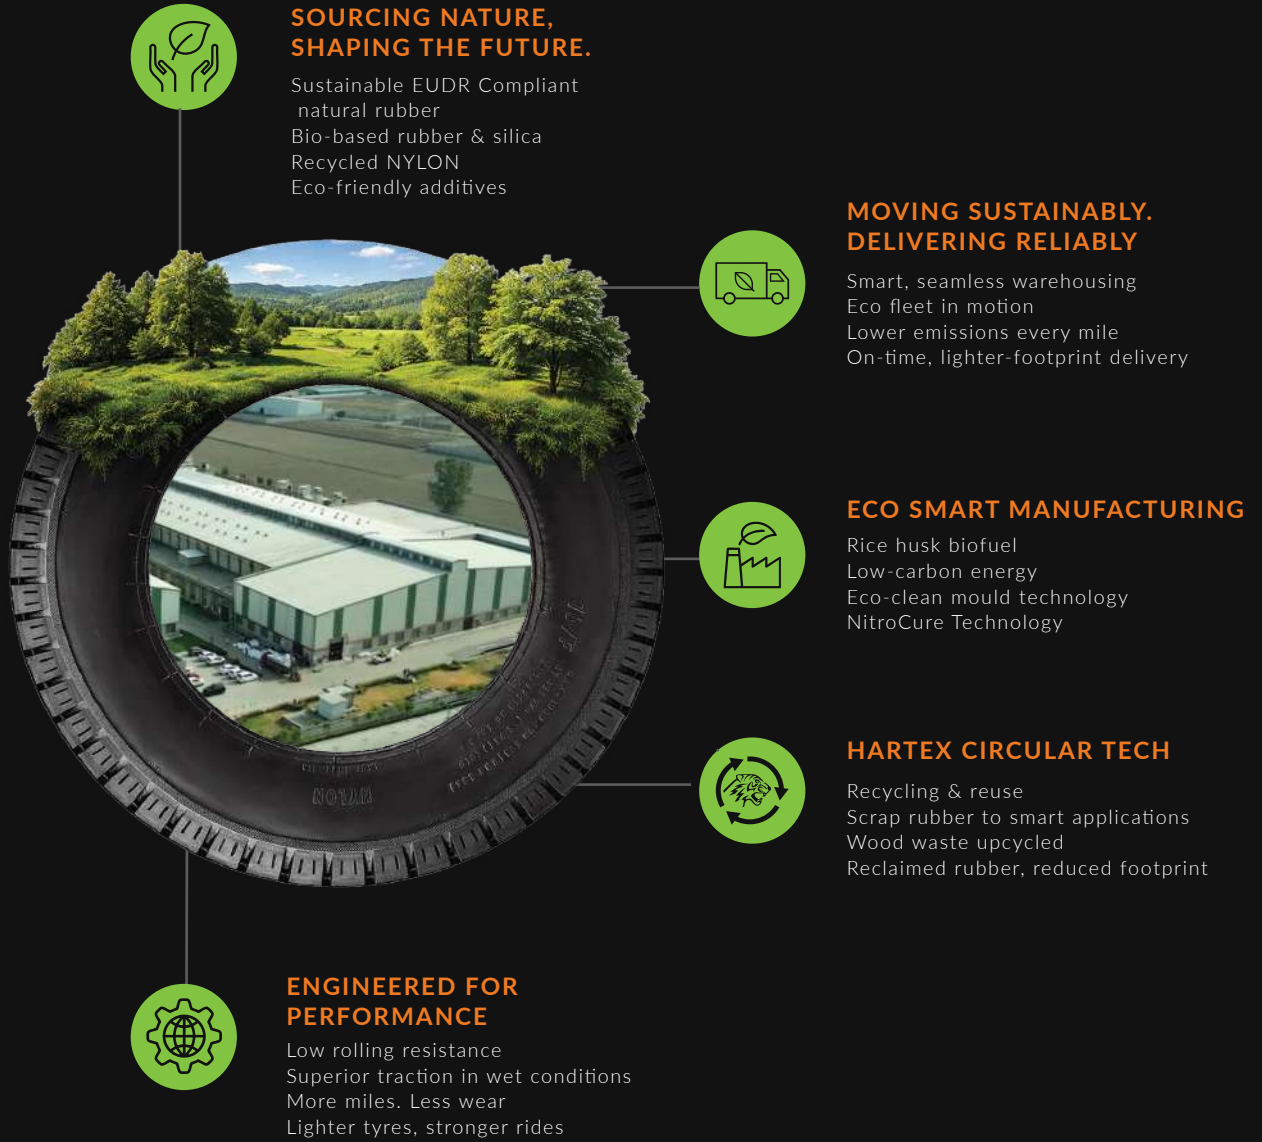 SOURCING NATURE,
SHAPING THE FUTURE.
Sustainable EUDR Compliant
natural rubber
Bio-based rubber & silica
Recycled NYLON
Eco-friendly additives
MOVING SUSTAINABLY.
DELIVERING RELIABLY
Smart, seamless warehousing
Eco fleet in motion
Lower emissions every mile
On-time, lighter-footprint delivery
ECO SMART MANUFACTURING
Rice husk biofuel
Low-carbon energy
Eco-clean mould technology
NitroCure Technology
HARTEX CIRCULAR TECH
Recycling & reuse
Scrap rubber to smart applications
Wood waste upcycled
Reclaimed rubber, reduced footprint
NYLON
ENGINEERED FOR
PERFORMANCE
Low rolling resistance
Superior traction in wet conditions
More miles. Less wear
Lighter tyres, stronger rides